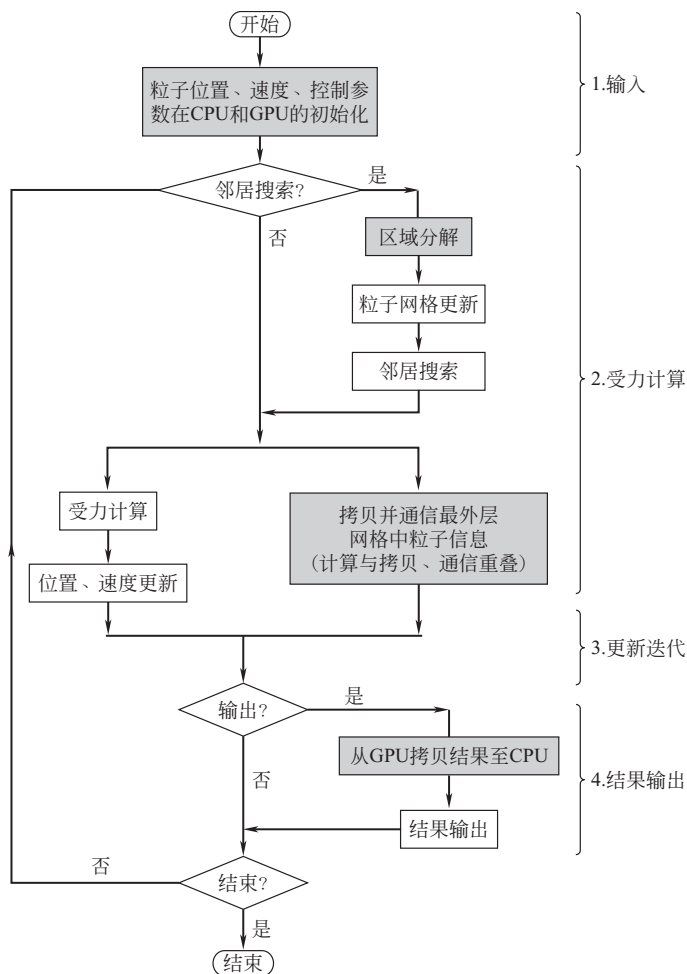 开始
粒子位置、速度、控制参
数在CPU和GPU的初始化
1.输入
邻居搜索?
是
否
区域分解
粒子网格更新
邻居搜索
2.受力计算
受力计算
位置、速度更新
拷贝并通信最外层
网格中粒子信息
(计算与拷贝、通信重叠)
3.更新迭代
输出?
是
否
从GPU拷贝结果至CPU
结果输出
4.结果输出
否
结束?
是
结束